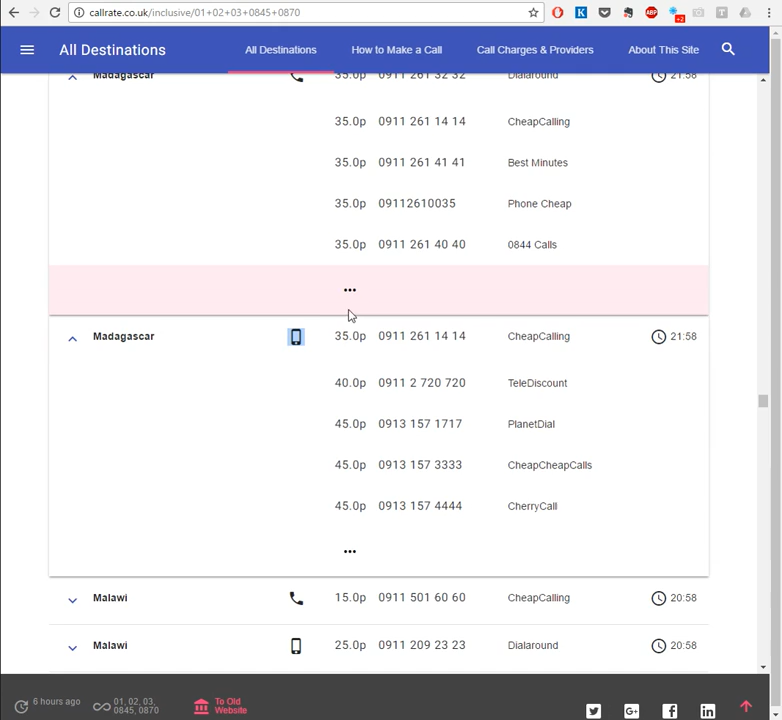 callrate.co.uk/inclusive/01+02+03+0845+0870
+2
All Destinations
All Destinations How to Make a Call Call Charges & Providers About This Site
Madagascar 35.0p 0911 261 32 32 Dialaround 21:58
35.0p 0911 261 14 14 CheapCalling
35.0p 0911 261 41 41 Best Minutes
35.0p 09112610035 Phone Cheap
35.0p 0911 261 40 40 0844 Calls
...
Madagascar 35.0p 0911 261 14 14 CheapCalling 21:58
40.0p 0911 2 720 720 TeleDiscount
45.0p 0913 157 1717 PlanetDial
45.0p 0913 157 3333 CheapCheapCalls
45.0p 0913 157 4444 CherryCall
...
Malawi 15.0p 0911 501 60 60 CheapCalling 20:58
Malawi 25.0p 0911 209 23 23 Dialaround 20:58
6 hours ago 01, 02, 03, 0845, 0870 To Old Website